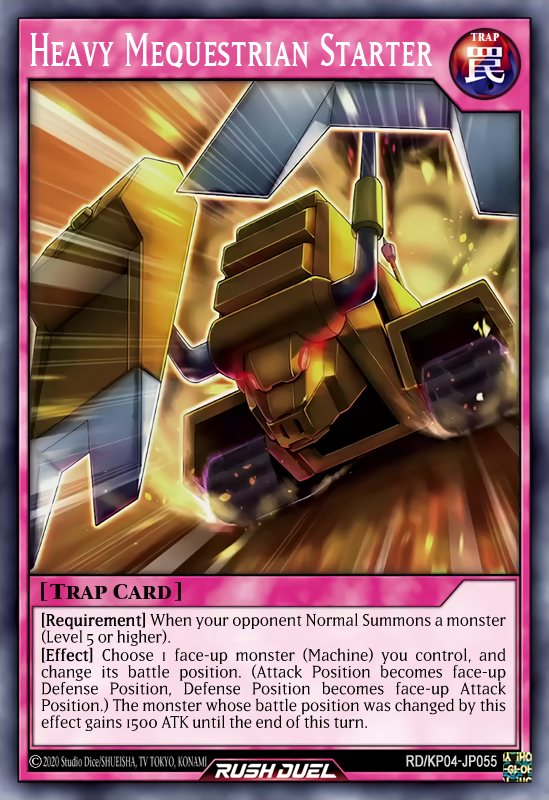 Heavy Mequestrian Starter
TRAP
罠
[Trap Card]
[Requirement] When your opponent Normal Summons a monster
(Level 5 or higher).
[Effect] Choose 1 face-up monster (Machine) you control, and
change its battle position. (Attack Position becomes face-up
Defense Position, Defense Position becomes face-up Attack
Position.) The monster whose battle position was changed by this
effect gains 1500 ATK until the end of this turn.
©2020 Studio Dice/SHUEISHA, TV TOKYO, KONAMI
RUSH DUEL
RD/KP04-JP055